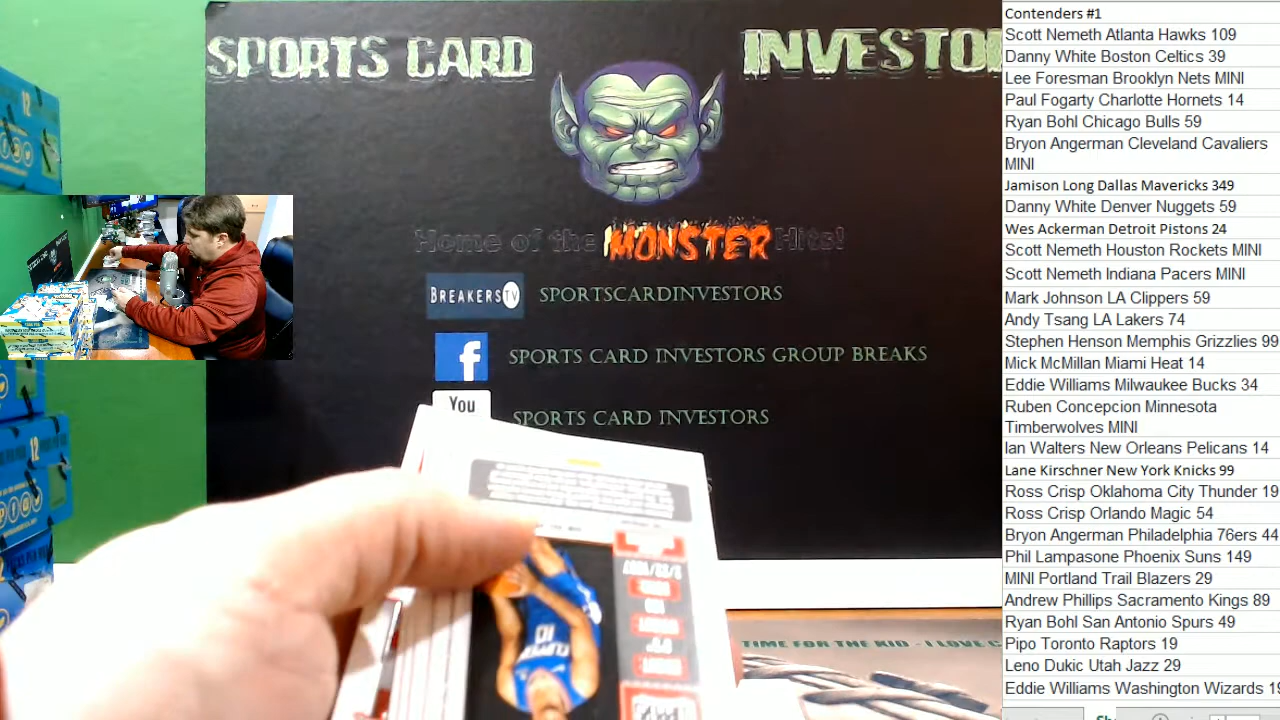 SPORTS CARD INVESTO
Home of the MONSTER Hits!
BREAKERS TV SPORTSCARDINVESTORS
f SPORTS CARD INVESTORS GROUP BREAKS
You SPORTS CARD INVESTORS
TIME FOR THE KID - I LOVE C
12
12
Contenders #1
Scott Nemeth Atlanta Hawks 109
Danny White Boston Celtics 39
Lee Foresman Brooklyn Nets MINI
Paul Fogarty Charlotte Hornets 14
Ryan Bohl Chicago Bulls 59
Bryon Angerman Cleveland Cavaliers
MINI
Jamison Long Dallas Mavericks 349
Danny White Denver Nuggets 59
Wes Ackerman Detroit Pistons 24
Scott Nemeth Houston Rockets MINI
Scott Nemeth Indiana Pacers MINI
Mark Johnson LA Clippers 59
Andy Tsang LA Lakers 74
Stephen Henson Memphis Grizzlies 99
Mick McMillan Miami Heat 14
Eddie Williams Milwaukee Bucks 34
Ruben Concepcion Minnesota
Timberwolves MINI
Ian Walters New Orleans Pelicans 14
Lane Kirschner New York Knicks 99
Ross Crisp Oklahoma City Thunder 19
Ross Crisp Orlando Magic 54
Bryon Angerman Philadelphia 76ers 44
Phil Lampasone Phoenix Suns 149
MINI Portland Trail Blazers 29
Andrew Phillips Sacramento Kings 89
Ryan Bohl San Antonio Spurs 49
Pipo Toronto Raptors 19
Leno Dukic Utah Jazz 29
Eddie Williams Washington Wizards